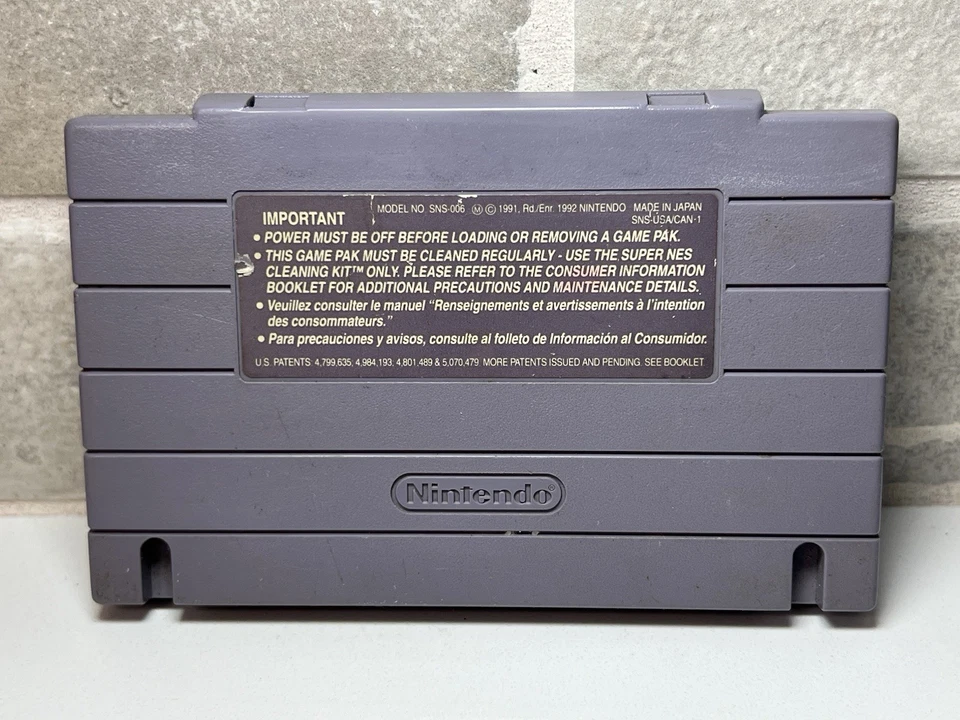 IMPORTANT MODEL NO SNS-006 Ⓜ © 1991, Rd./Enr. 1992 NINTENDO MADE IN JAPAN
SNS-USA/CAN-1
• POWER MUST BE OFF BEFORE LOADING OR REMOVING A GAME PAK.
• THIS GAME PAK MUST BE CLEANED REGULARLY - USE THE SUPER NES
CLEANING KIT™ ONLY. PLEASE REFER TO THE CONSUMER INFORMATION
BOOKLET FOR ADDITIONAL PRECAUTIONS AND MAINTENANCE DETAILS.
• Veuillez consulter le manuel “Renseignements et avertissements à l’intention
des consommateurs.”
• Para precauciones y avisos, consulte al folleto de Información al Consumidor.
U.S. PATENTS: 4,799,635; 4,984,193; 4,801,489 & 5,070,479 MORE PATENTS ISSUED AND PENDING. SEE BOOKLET
Nintendo®